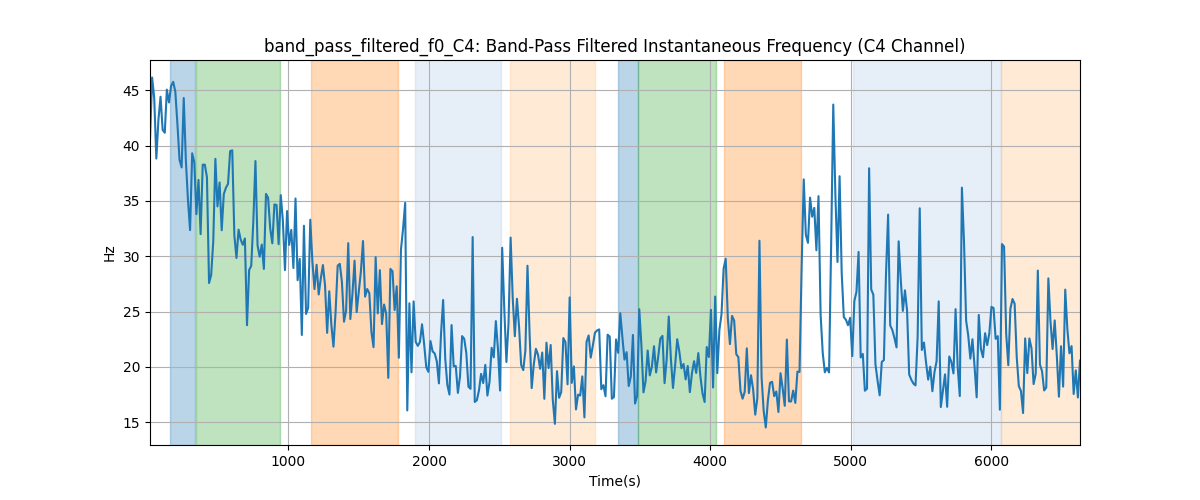 band_pass_filtered_f0_C4: Band-Pass Filtered Instantaneous Frequency (C4 Channel)
45
40
35
30
25
20
15
Hz
1000 2000 3000 4000 5000 6000
Time(s)